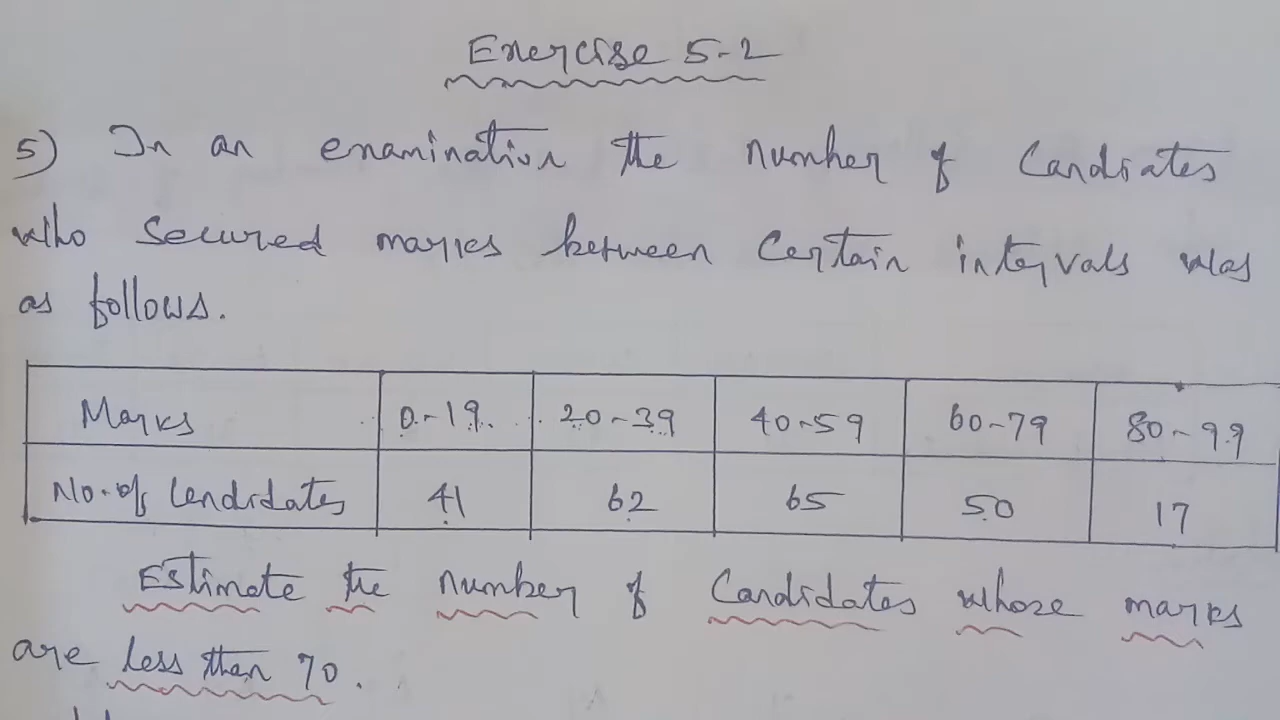 Exercise 5-2
5) In an examination the number of Candiates
who secured marks between Certain intervals was
as follows.
Marks 0-19 20-39 40-59 60-79 80-99
No. of Candidates 41 62 65 50 17
Estimate the number of Candidates whose marks
are less than 70.